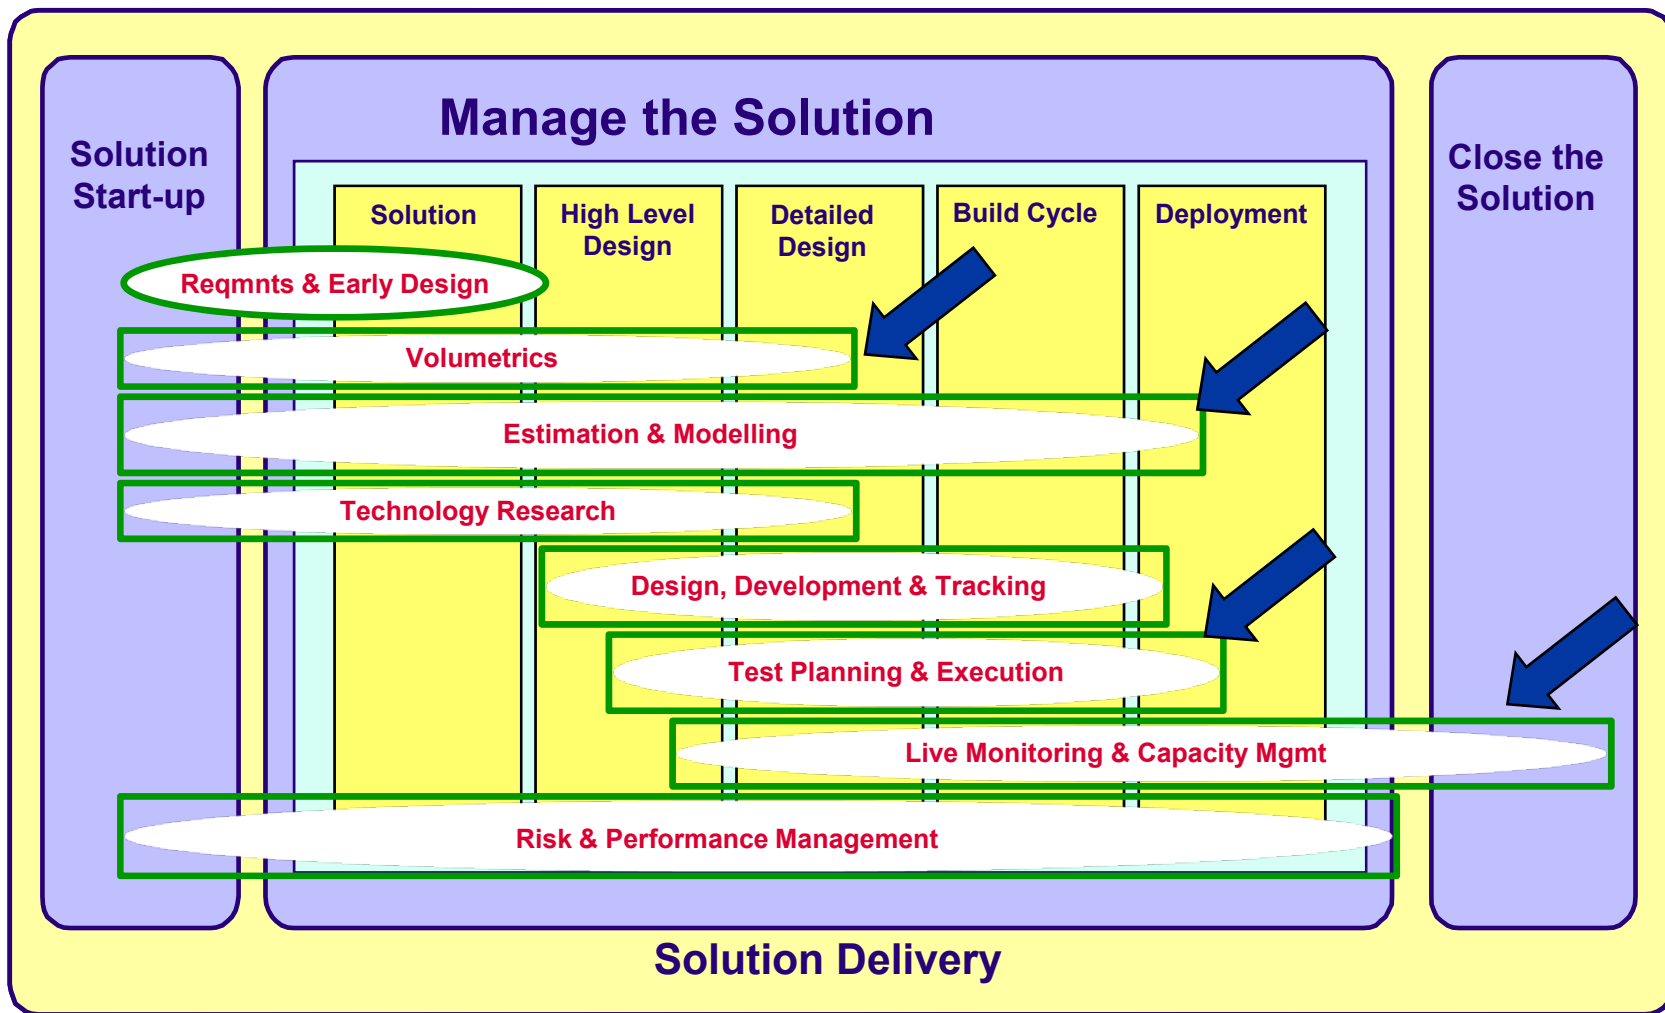 Manage the Solution
Solution
Start-up
Close the
Solution
Solution
High Level
Design
Detailed
Design
Build Cycle
Deployment
Reqmnts & Early Design
Volumetrics
Estimation & Modelling
Technology Research
Design, Development & Tracking
Test Planning & Execution
Live Monitoring & Capacity Mgmt
Risk & Performance Management
Solution Delivery